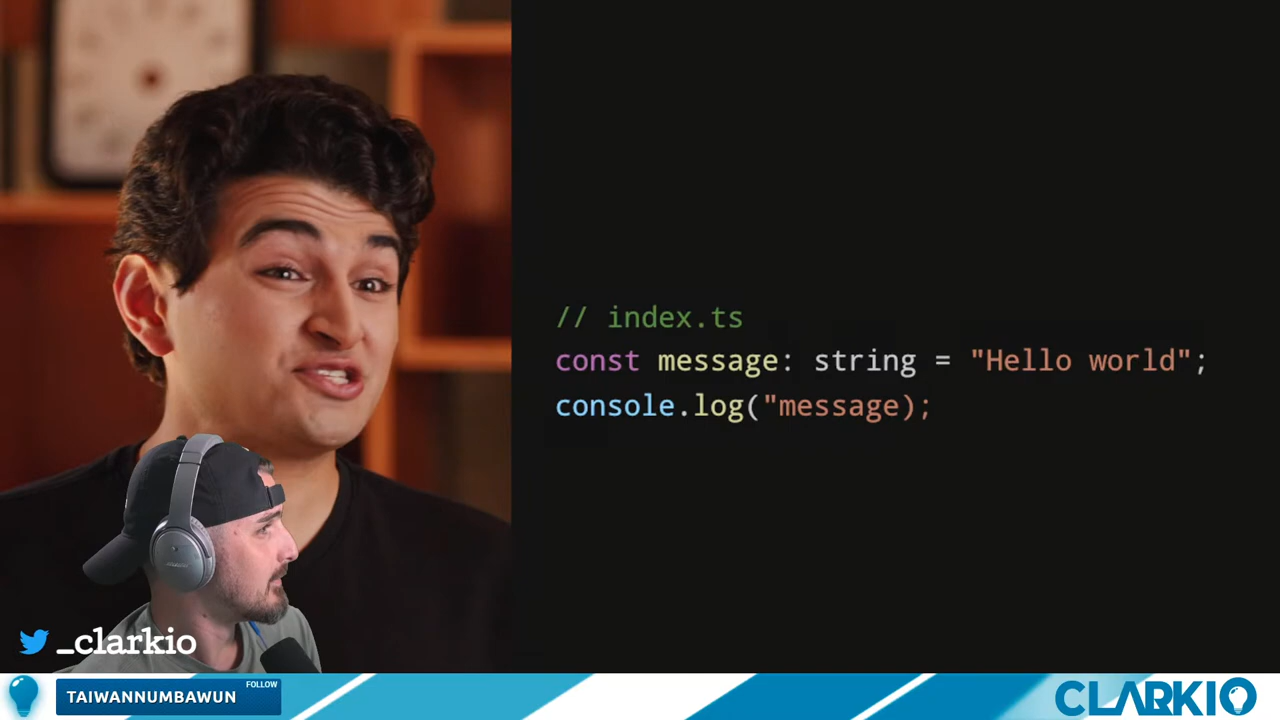 // index.ts
const message: string = "Hello world";
console.log("message);
_clarkio
TAIWANNUMBAWUN
FOLLOW
CLARKIO